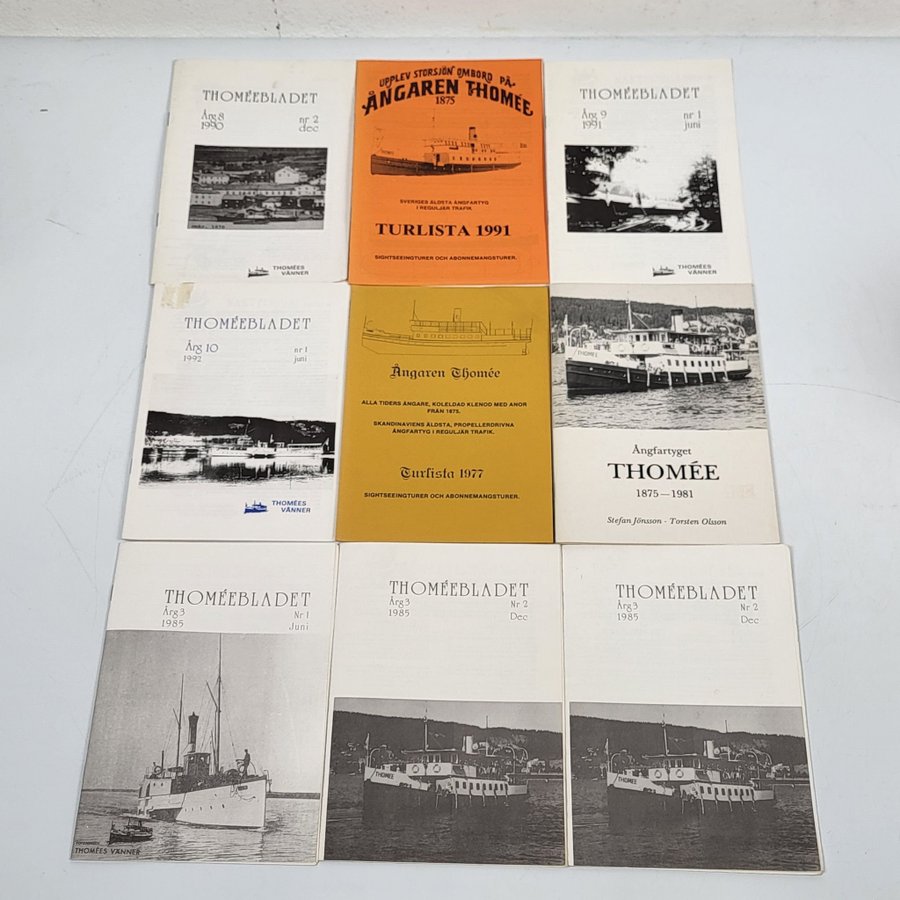 THOMÉEBLADET
Årg 8 nr 2
1990 dec
THOMÉES
VÄNNER
UPPLEV STORSJÖN OMBORD PÅ
ÅNGAREN THOMÉE
1875
SVERIGES ÄLDSTA ÅNGFARTYG
I REGULJÄR TRAFIK
TURLISTA 1991
SIGHTSEEINGTURER OCH ABONNEMANGSTURER.
THOMÉEBLADET
Årg 9 nr 1
1991 juni
THOMÉES
VÄNNER
THOMÉEBLADET
Årg 10 nr 1
1992 juni
THOMÉES
VÄNNER
Ångaren Thomée
ALLA TIDERS ÅNGARE, KOLELDAD KLENOD MED ANOR
FRÅN 1875.
SKANDINAVIENS ÄLDSTA, PROPELLERDRIVNA
ÅNGFARTYG I REGULJÄR TRAFIK.
Turlista 1977
SIGHTSEEINGTURER OCH ABONNEMANGSTURER.
THOMÉE
Ångfartyget
THOMÉE
1875—1981
Stefan Jönsson - Torsten Olsson
THOMÉEBLADET
Årg 3 Nr 1
1985 Juni
FÖRENINGEN
THOMÉES VÄNNER
THOMÉEBLADET
Årg 3 Nr 2
1985 Dec
THOMÉE
THOMÉEBLADET
Årg 3 Nr 2
1985 Dec
THOMÉE